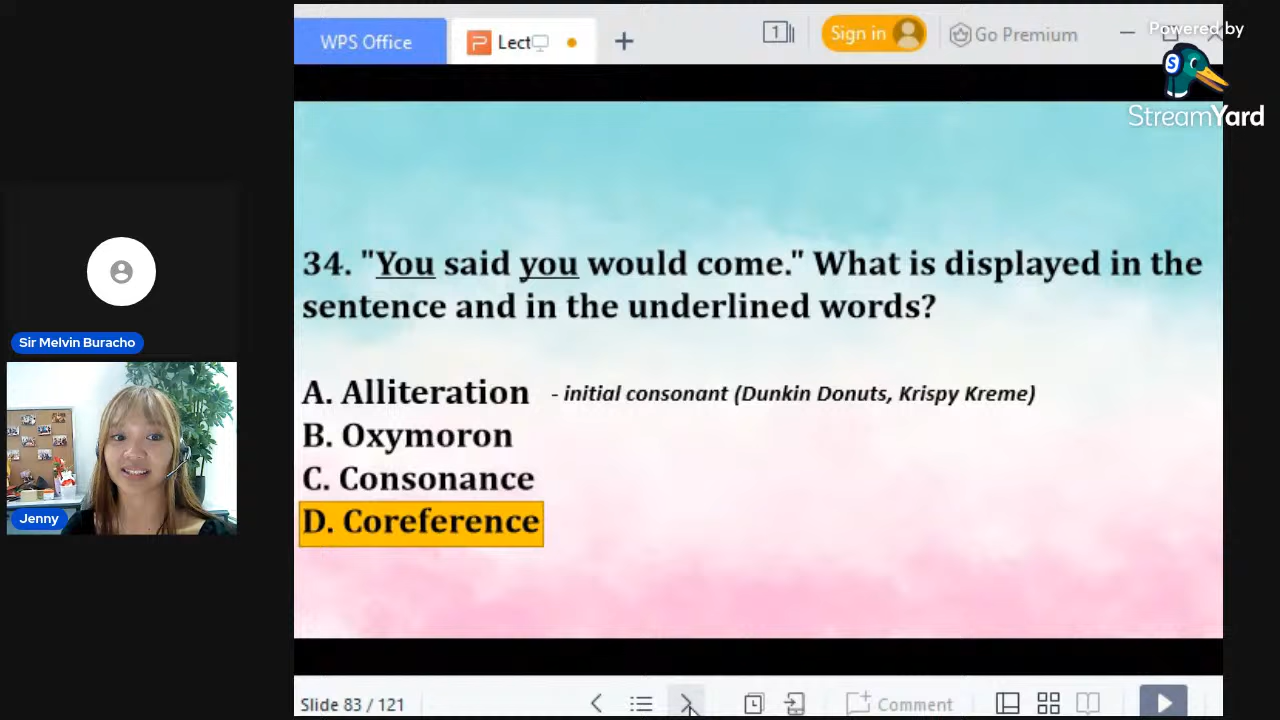 WPS Office
Lect
1
Sign in
Go Premium
Powered by
S
StreamYard
34. "You said you would come." What is displayed in the
sentence and in the underlined words?
A. Alliteration - initial consonant (Dunkin Donuts, Krispy Kreme)
B. Oxymoron
C. Consonance
D. Coreference
Sir Melvin Buracho
Jenny
Slide 83 / 121
Comment